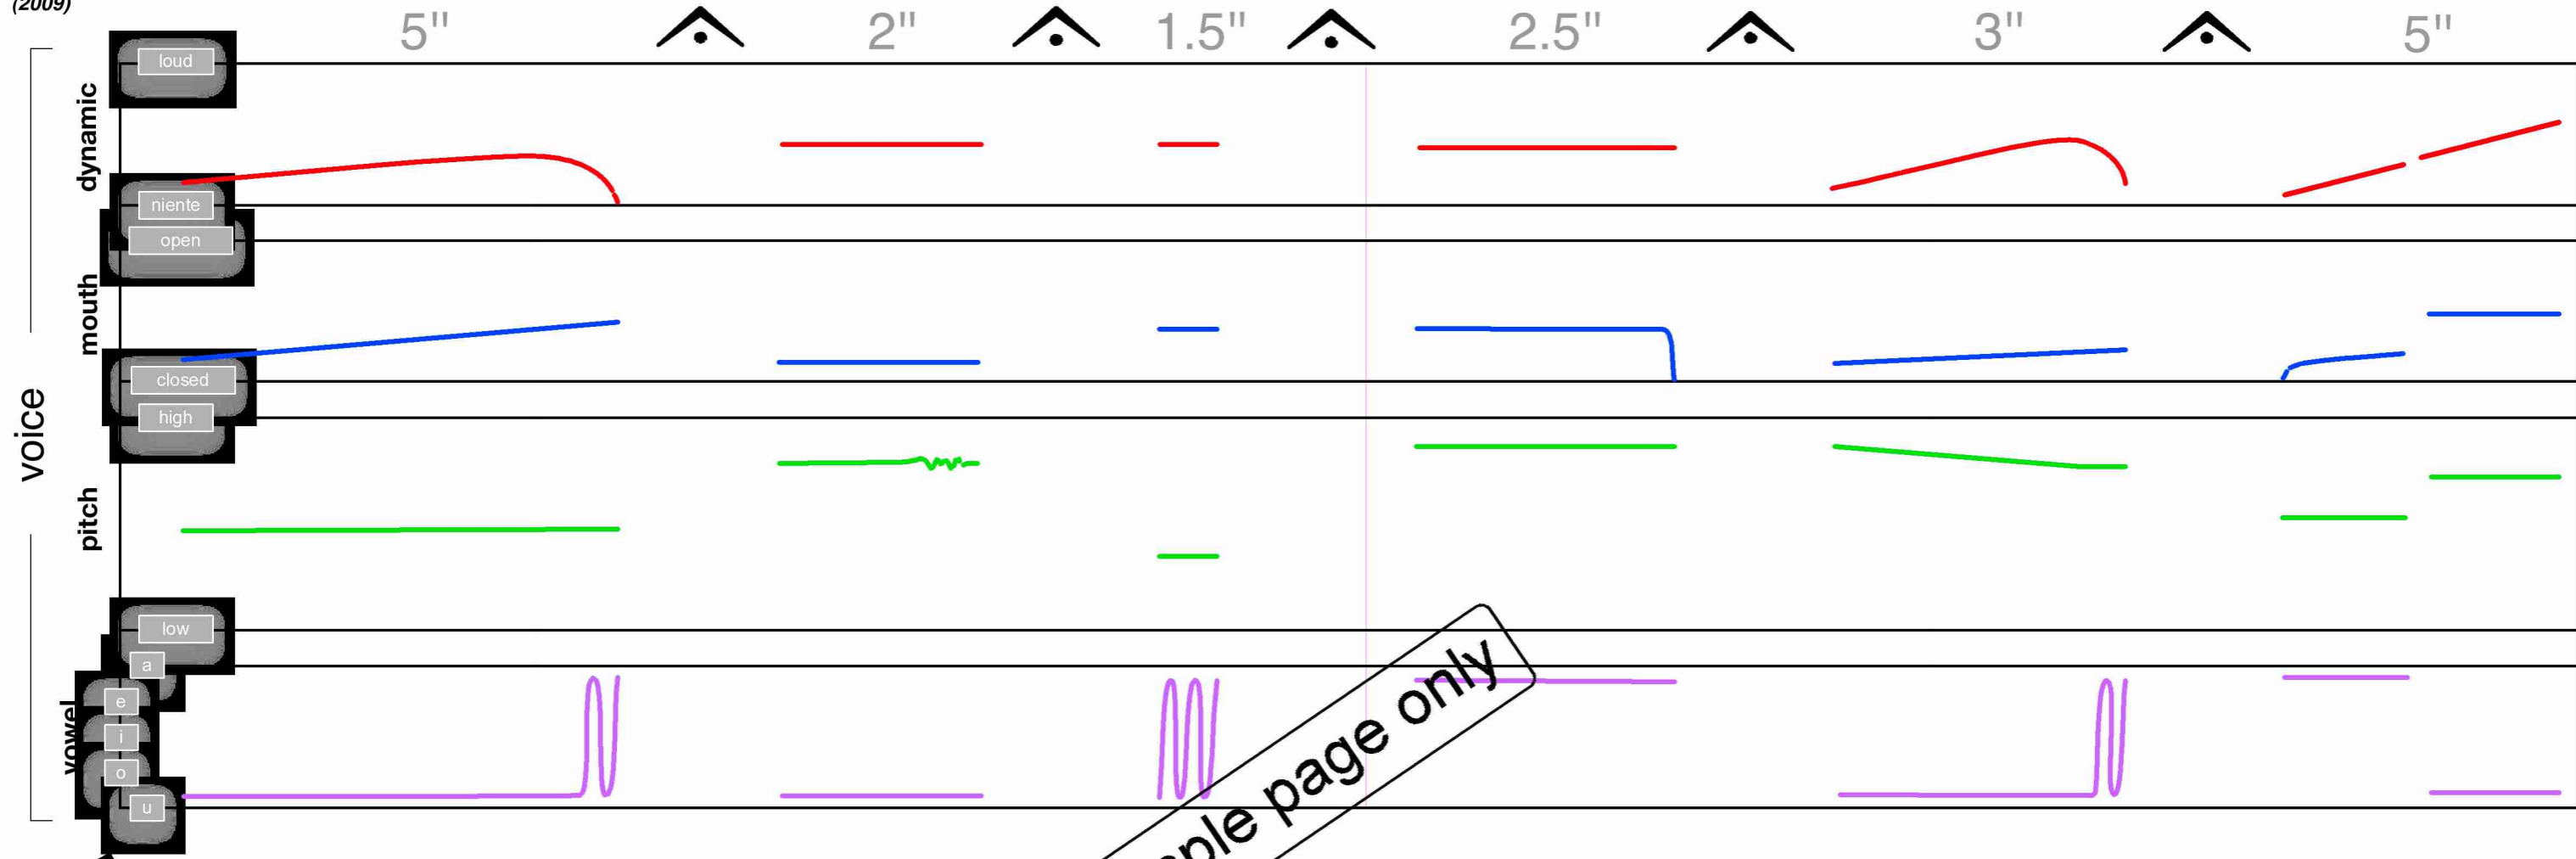 (2009)
5" 2" 1.5" 2.5" 3" 5"
voice
dynamic
loud
niente
mouth
open
closed
pitch
high
low
vowel
a
e
i
o
u
page only